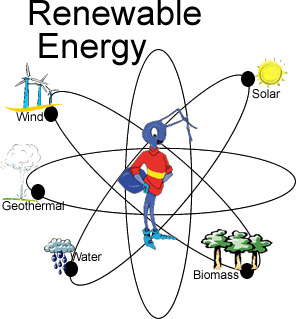 Renewable
Energy
Solar
Wind
Geothermal
Water
Biomass